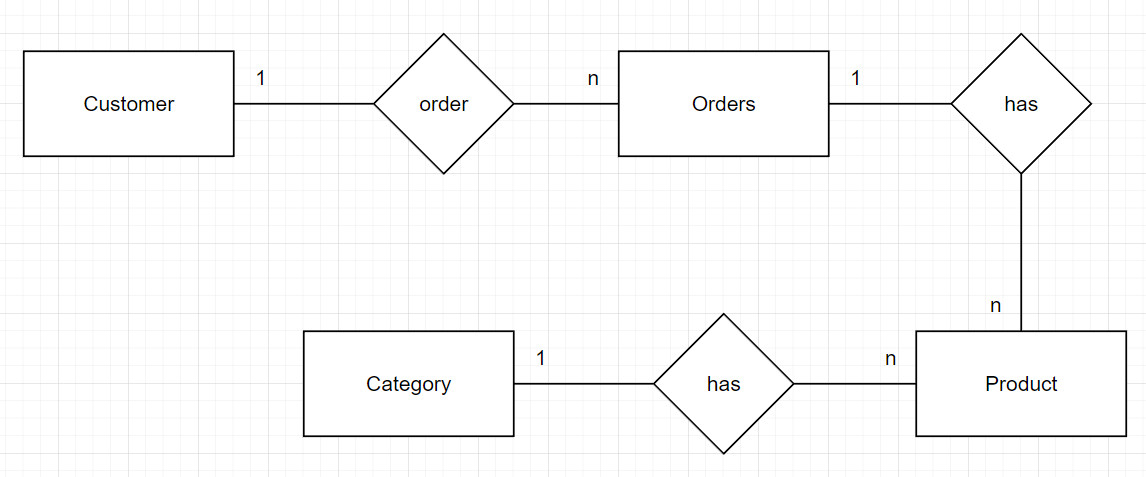 Customer
1
order
n
Orders
1
has
n
Category
1
has
n
Product